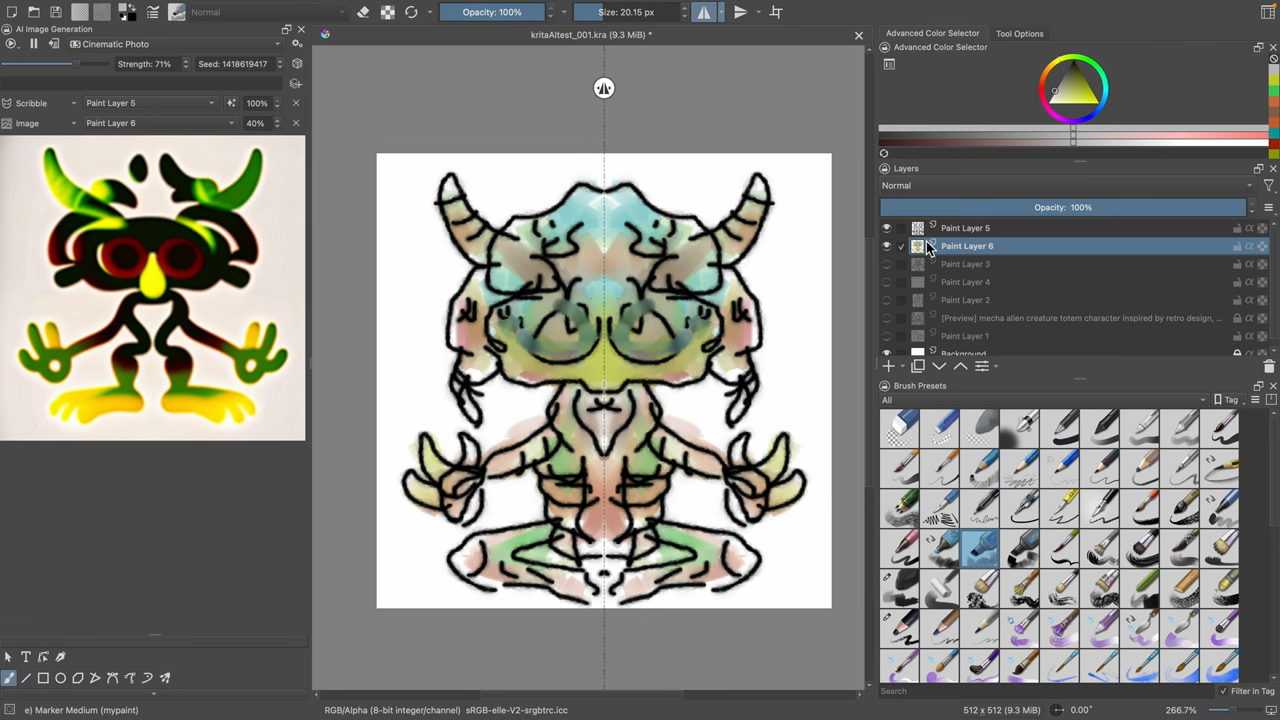 Normal
Opacity: 100%
Size: 20.15 px
AI Image Generation
Cinematic Photo
Strength: 71%
Seed: 1418619417
Scribble
Paint Layer 5
100%
Image
Paint Layer 6
40%
kritaAItest_001.kra (9.3 MiB) *
Advanced Color Selector
Tool Options
Advanced Color Selector
Layers
Normal
Opacity: 100%
Paint Layer 5
Paint Layer 6
Paint Layer 3
Paint Layer 4
Paint Layer 2
[Preview] mecha alien creature totem character inspired by retro design, ...
Paint Layer 1
Background
Brush Presets
All
Tag
Search
Filter in Tag
e) Marker Medium (mypaint)
RGB/Alpha (8-bit integer/channel) sRGB-elle-V2-srgbtrc.icc
512 x 512 (9.3 MiB)
0.00°
266.7%